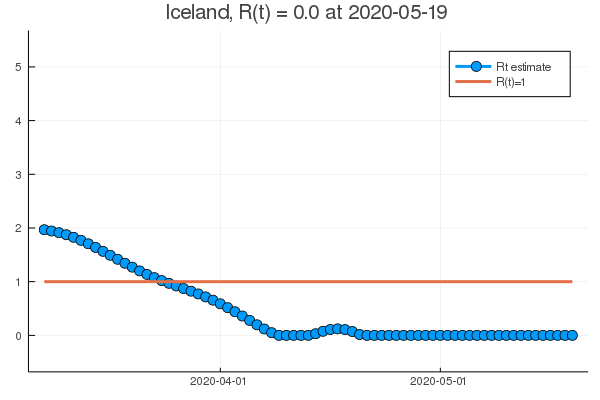 Iceland, R(t) = 0.0 at 2020-05-19
5
4
3
2
1
0
Rt estimate
R(t)=1
2020-04-01
2020-05-01